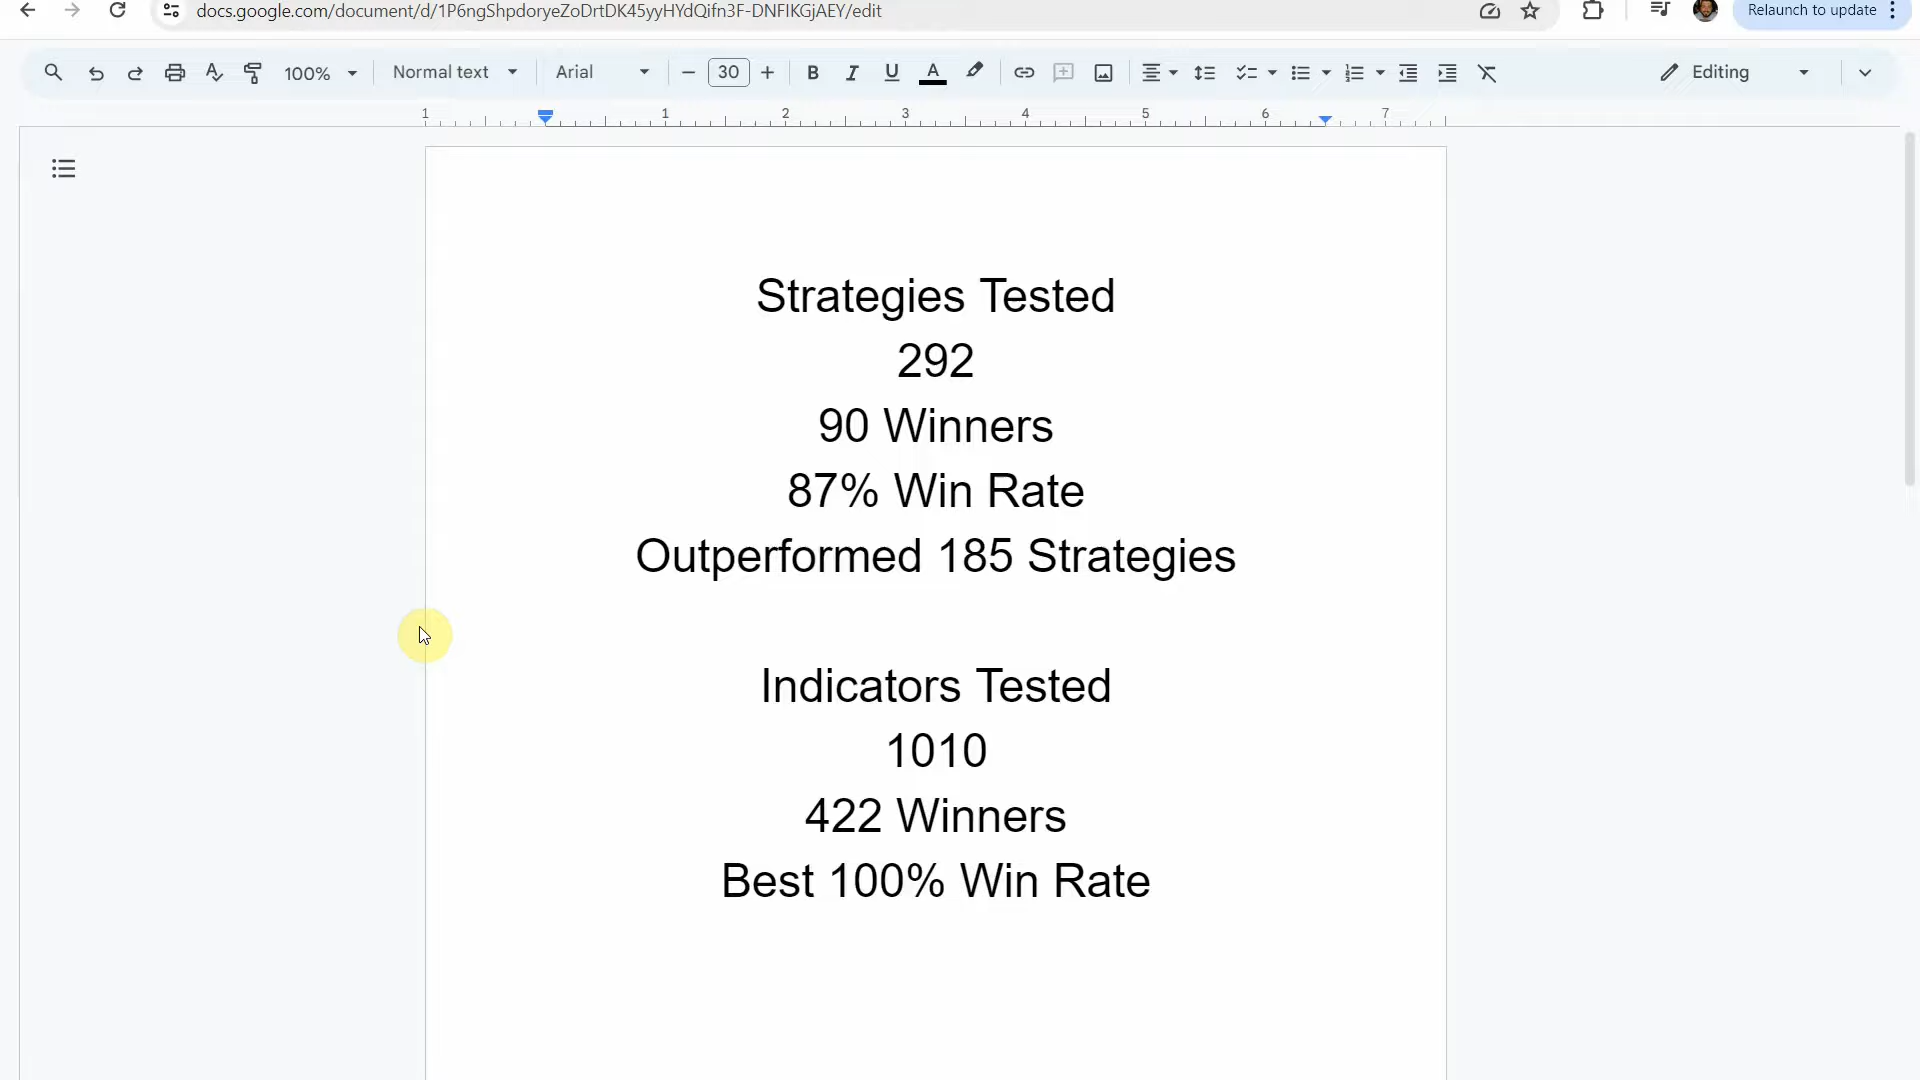 docs.google.com/document/d/1P6ngShpdoryeZoDrtDK45yyHYdQifn3F-DNFIKGjAEY/edit
Relaunch to update
100%
Normal text
Arial
30
Editing
1 1 2 3 4 5 6 7
Strategies Tested
292
90 Winners
87% Win Rate
Outperformed 185 Strategies
Indicators Tested
1010
422 Winners
Best 100% Win Rate